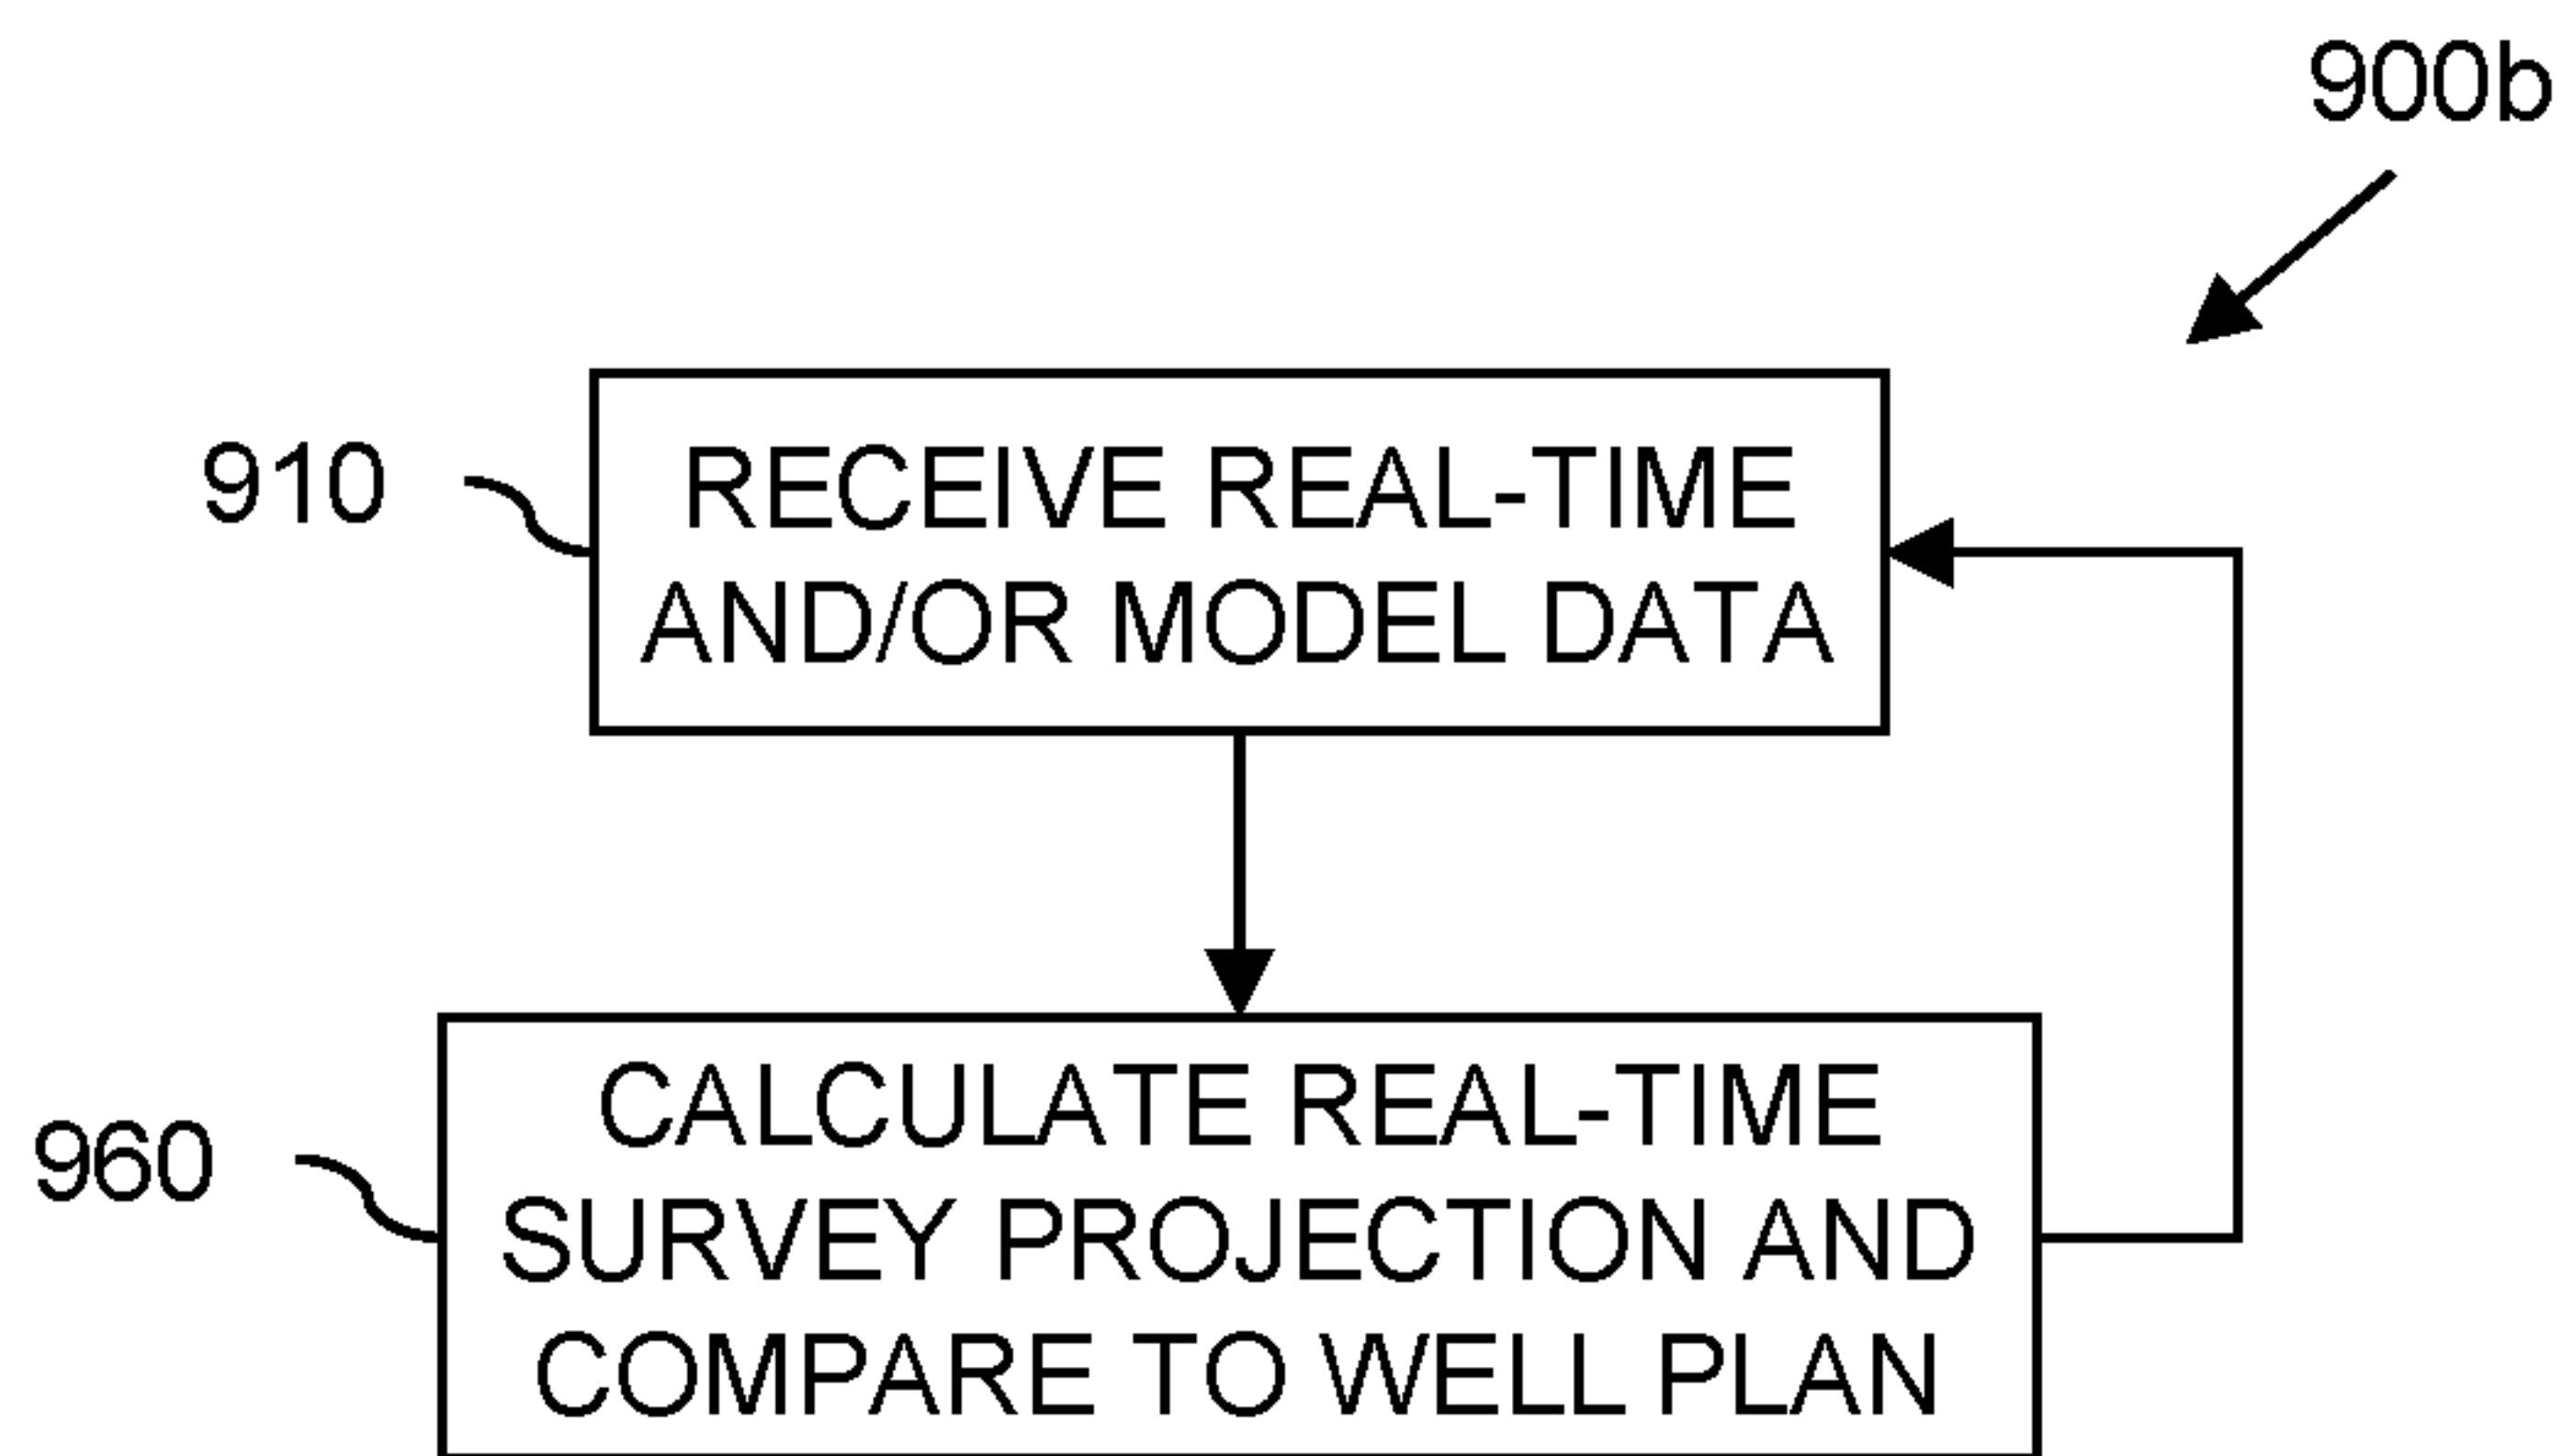 900b
910
RECEIVE REAL-TIME
AND/OR MODEL DATA
960
CALCULATE REAL-TIME
SURVEY PROJECTION AND
COMPARE TO WELL PLAN